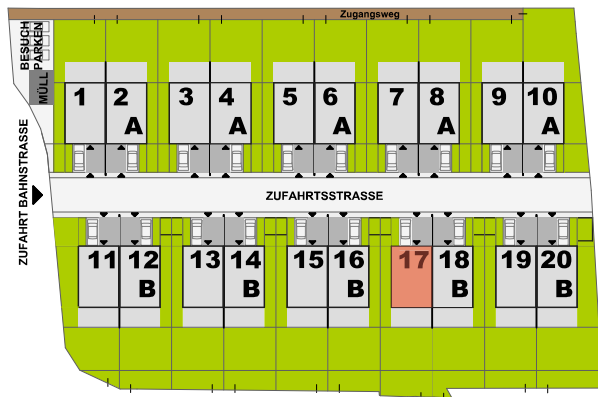 Zugangsweg
BESUCH
PARKEN
MÜLL
1 2 3 4 5 6 7 8 9 10
A A A A A
ZUFAHRT BAHNSTRASSE
ZUFAHRTSSTRASSE
11 12 13 14 15 16 17 18 19 20
B B B B B